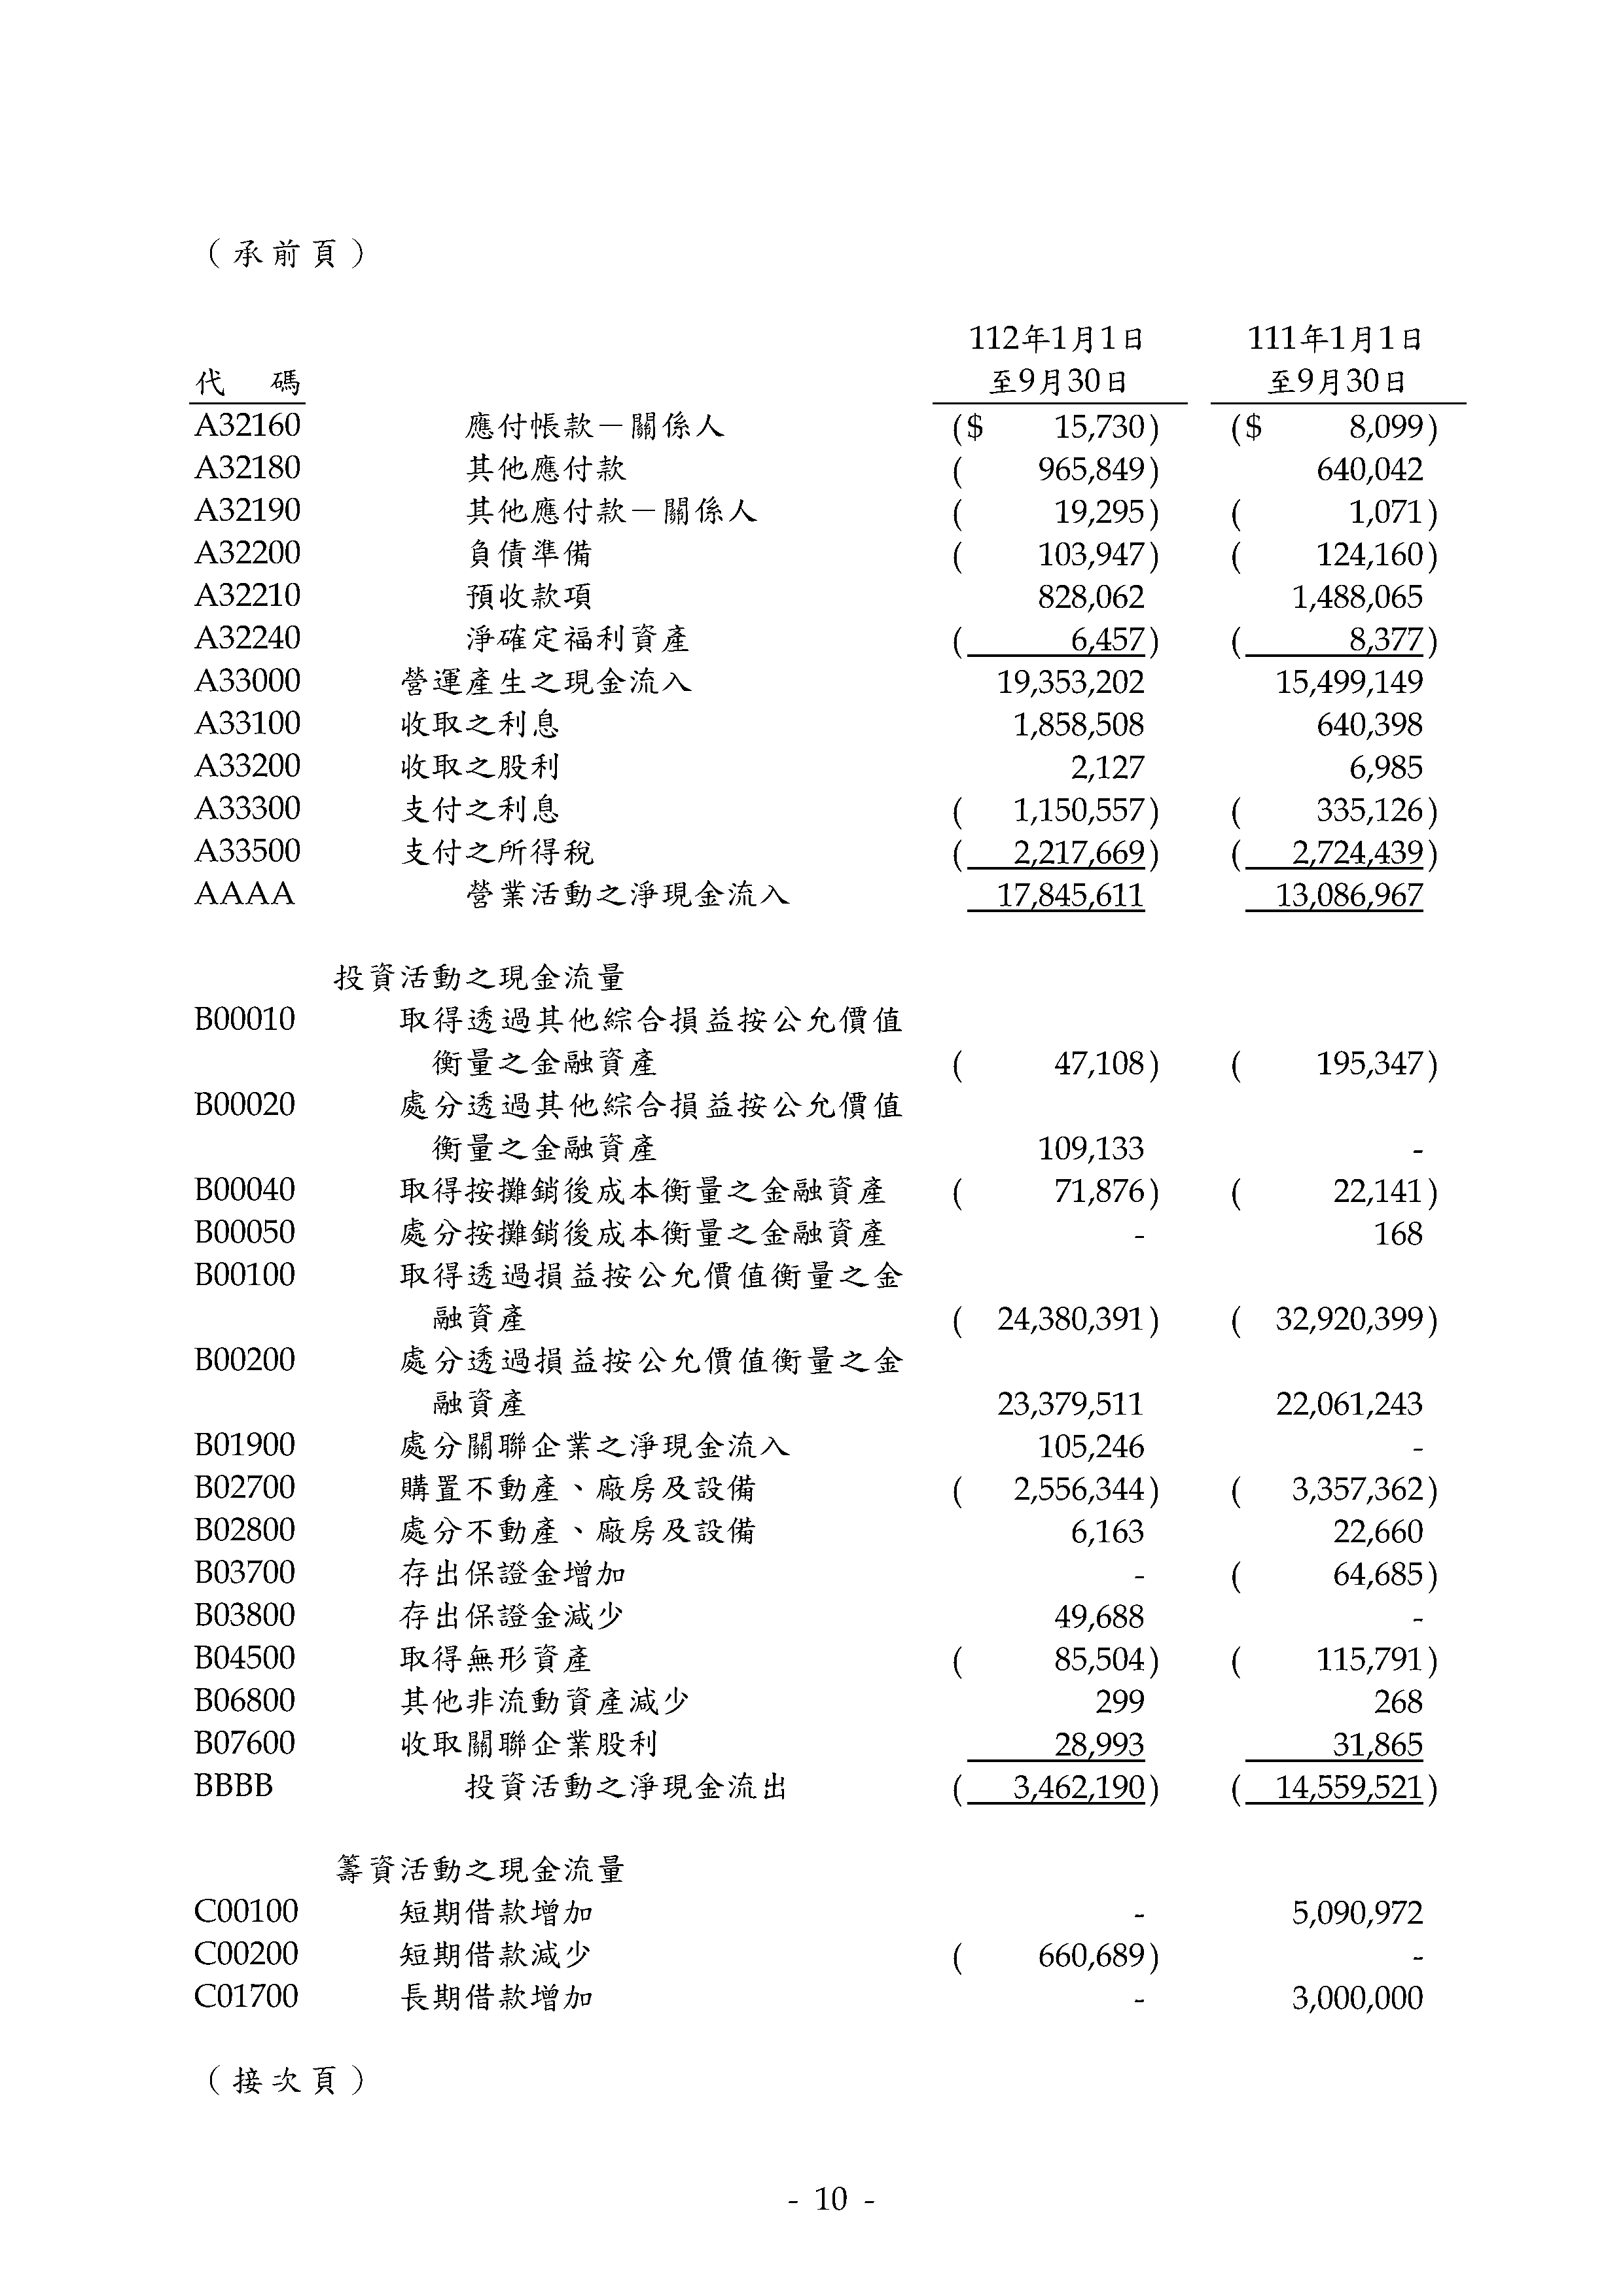 （承前頁）
112年1月1日 111年1月1日
代 碼 至9月30日 至9月30日
A32160 應付帳款－關係人 ($ 15,730) ($ 8,099)
A32180 其他應付款 ( 965,849) 640,042
A32190 其他應付款－關係人 ( 19,295) ( 1,071)
A32200 負債準備 ( 103,947) ( 124,160)
A32210 預收款項 828,062 1,488,065
A32240 淨確定福利資產 ( 6,457) ( 8,377)
A33000 營運產生之現金流入 19,353,202 15,499,149
A33100 收取之利息 1,858,508 640,398
A33200 收取之股利 2,127 6,985
A33300 支付之利息 ( 1,150,557) ( 335,126)
A33500 支付之所得稅 ( 2,217,669) ( 2,724,439)
AAAA 營業活動之淨現金流入 17,845,611 13,086,967
投資活動之現金流量
B00010 取得透過其他綜合損益按公允價值
衡量之金融資產 ( 47,108) ( 195,347)
B00020 處分透過其他綜合損益按公允價值
衡量之金融資產 109,133 -
B00040 取得按攤銷後成本衡量之金融資產 ( 71,876) ( 22,141)
B00050 處分按攤銷後成本衡量之金融資產 - 168
B00100 取得透過損益按公允價值衡量之金
融資產 ( 24,380,391) ( 32,920,399)
B00200 處分透過損益按公允價值衡量之金
融資產 23,379,511 22,061,243
B01900 處分關聯企業之淨現金流入 105,246 -
B02700 購置不動產、廠房及設備 ( 2,556,344) ( 3,357,362)
B02800 處分不動產、廠房及設備 6,163 22,660
B03700 存出保證金增加 - ( 64,685)
B03800 存出保證金減少 49,688 -
B04500 取得無形資產 ( 85,504) ( 115,791)
B06800 其他非流動資產減少 299 268
B07600 收取關聯企業股利 28,993 31,865
BBBB 投資活動之淨現金流出 ( 3,462,190) ( 14,559,521)
籌資活動之現金流量
C00100 短期借款增加 - 5,090,972
C00200 短期借款減少 ( 660,689) -
C01700 長期借款增加 - 3,000,000
（接次頁）
- 10 -